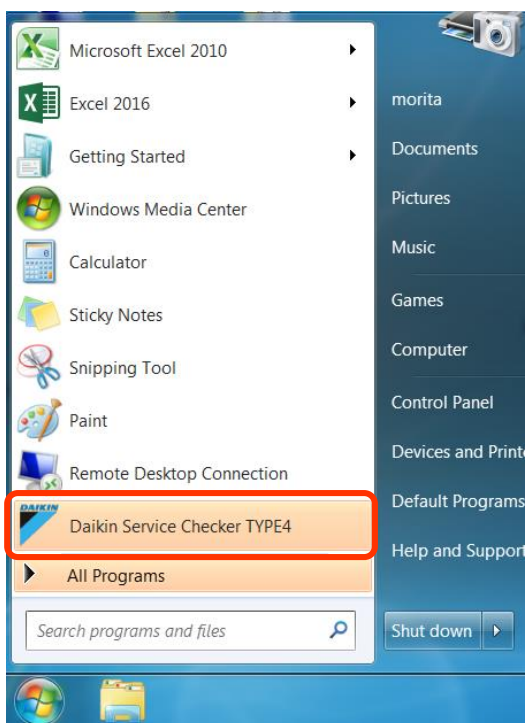 Microsoft Excel 2010
Excel 2016
Getting Started
Windows Media Center
Calculator
Sticky Notes
Snipping Tool
Paint
Remote Desktop Connection
DAIKIN
Daikin Service Checker TYPE4
All Programs
Search programs and files
morita
Documents
Pictures
Music
Games
Computer
Control Panel
Devices and Printe
Default Programs
Help and Support
Shut down